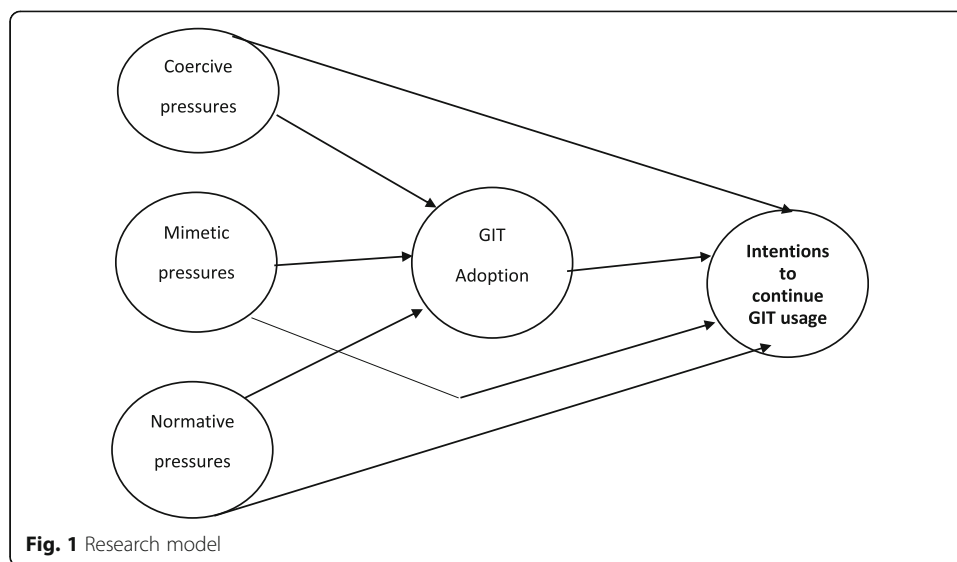 Coercive
pressures
Mimetic
pressures
Normative
pressures
GIT
Adoption
Intentions
to
continue
GIT usage
Fig. 1 Research model